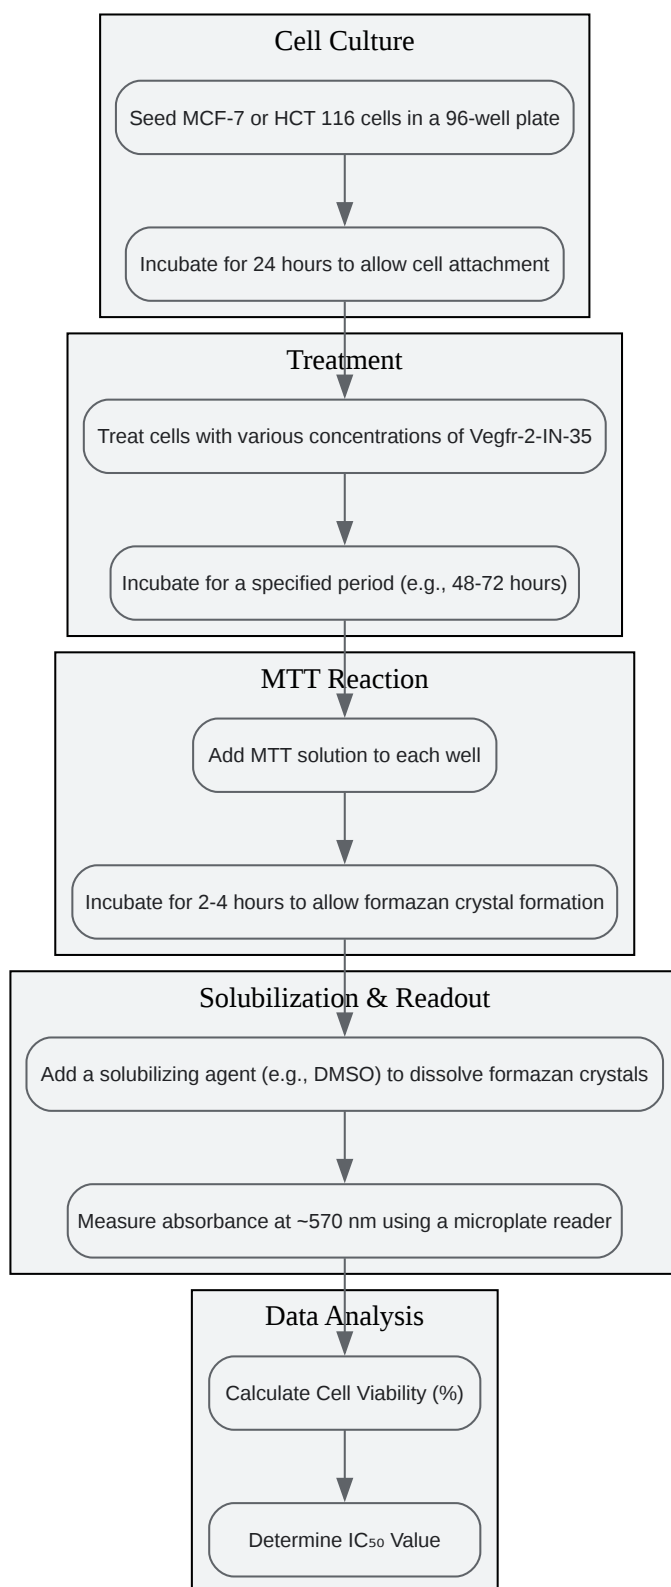 Cell Culture
Seed MCF-7 or HCT 116 cells in a 96-well plate
Incubate for 24 hours to allow cell attachment
Treatment
Treat cells with various concentrations of Vegfr-2-IN-35
Incubate for a specified period (e.g., 48-72 hours)
MTT Reaction
Add MTT solution to each well
Incubate for 2-4 hours to allow formazan crystal formation
Solubilization & Readout
Add a solubilizing agent (e.g., DMSO) to dissolve formazan crystals
Measure absorbance at ~570 nm using a microplate reader
Data Analysis
Calculate Cell Viability (%)
Determine IC₅₀ Value